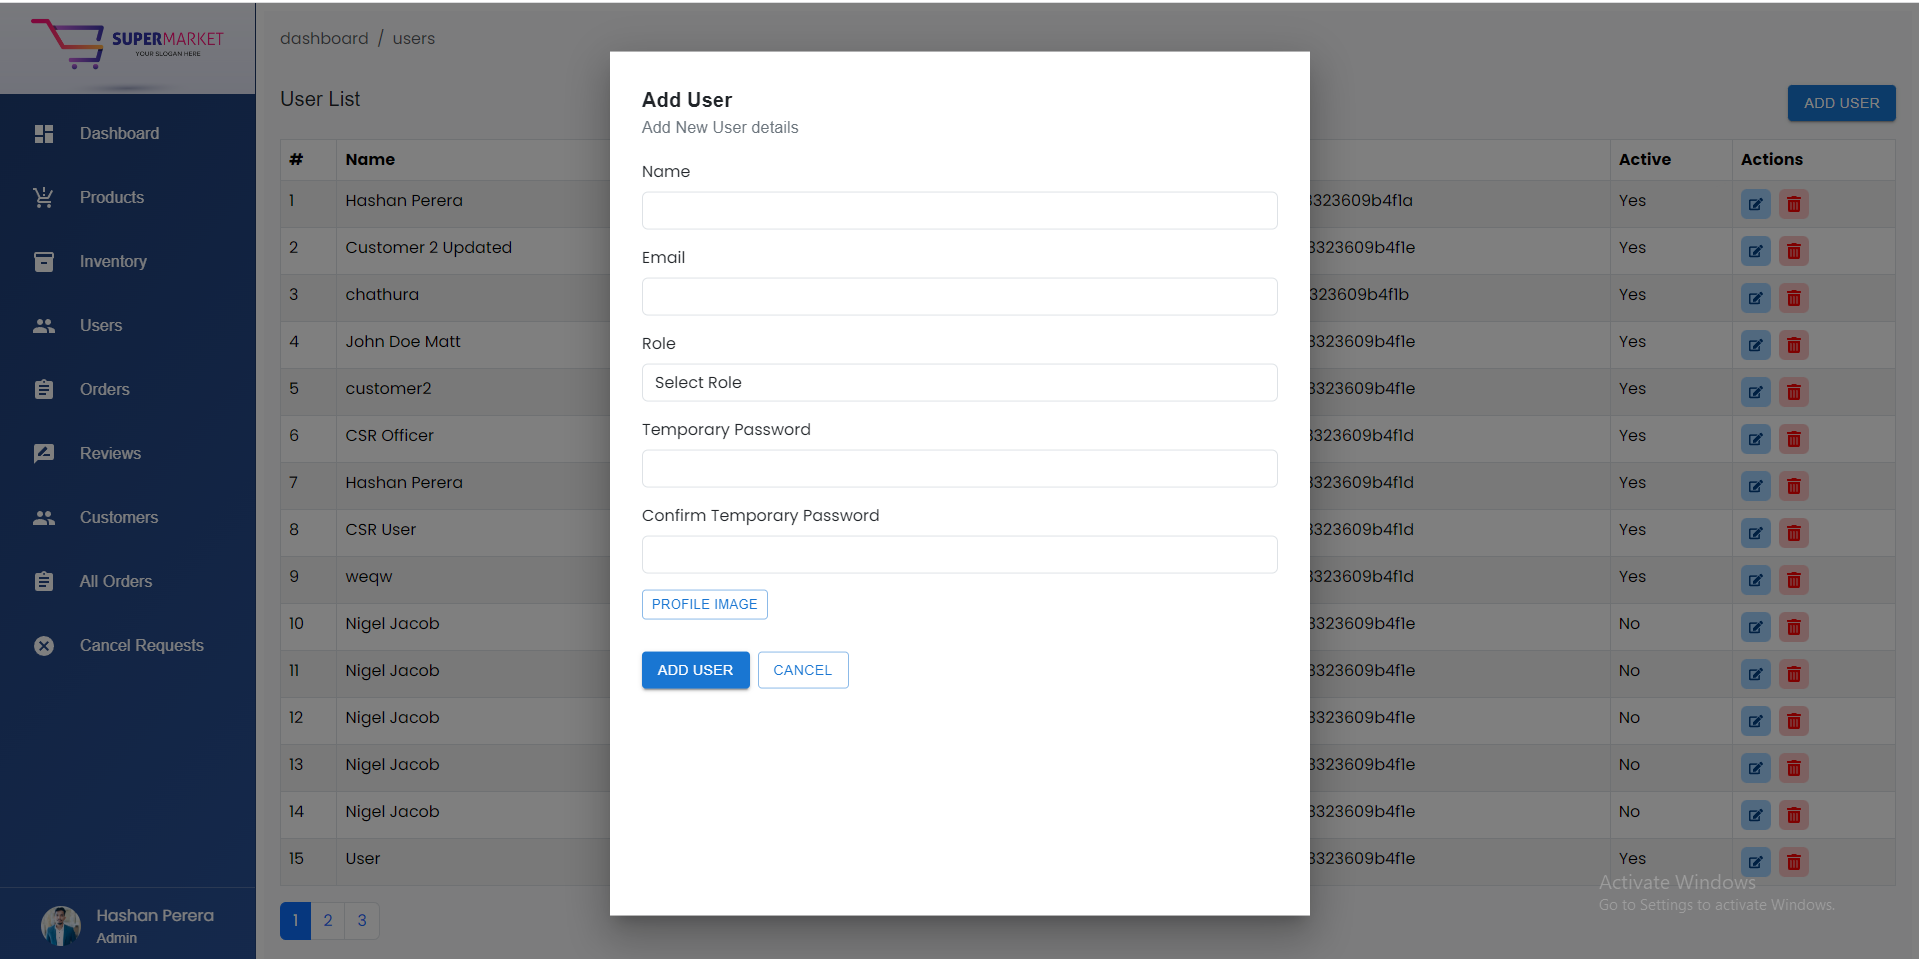 SUPERMARKET
YOUR SLOGAN HERE
Dashboard
Products
Inventory
Users
Orders
Reviews
Customers
All Orders
Cancel Requests
Hashan Perera
Admin
dashboard / users
User List
ADD USER
# Name Active Actions
1 Hashan Perera 3323609b4f1a Yes
2 Customer 2 Updated 3323609b4f1e Yes
3 chathura 323609b4f1b Yes
4 John Doe Matt 3323609b4f1e Yes
5 customer2 3323609b4f1e Yes
6 CSR Officer 3323609b4f1d Yes
7 Hashan Perera 3323609b4f1d Yes
8 CSR User 3323609b4f1d Yes
9 weqw 3323609b4f1d Yes
10 Nigel Jacob 3323609b4f1e No
11 Nigel Jacob 3323609b4f1e No
12 Nigel Jacob 3323609b4f1e No
13 Nigel Jacob 3323609b4f1e No
14 Nigel Jacob 3323609b4f1e No
15 User 3323609b4f1e Yes
1 2 3
Add User
Add New User details
Name
Email
Role
Select Role
Temporary Password
Confirm Temporary Password
PROFILE IMAGE
ADD USER CANCEL
Activate Windows
Go to Settings to activate Windows.